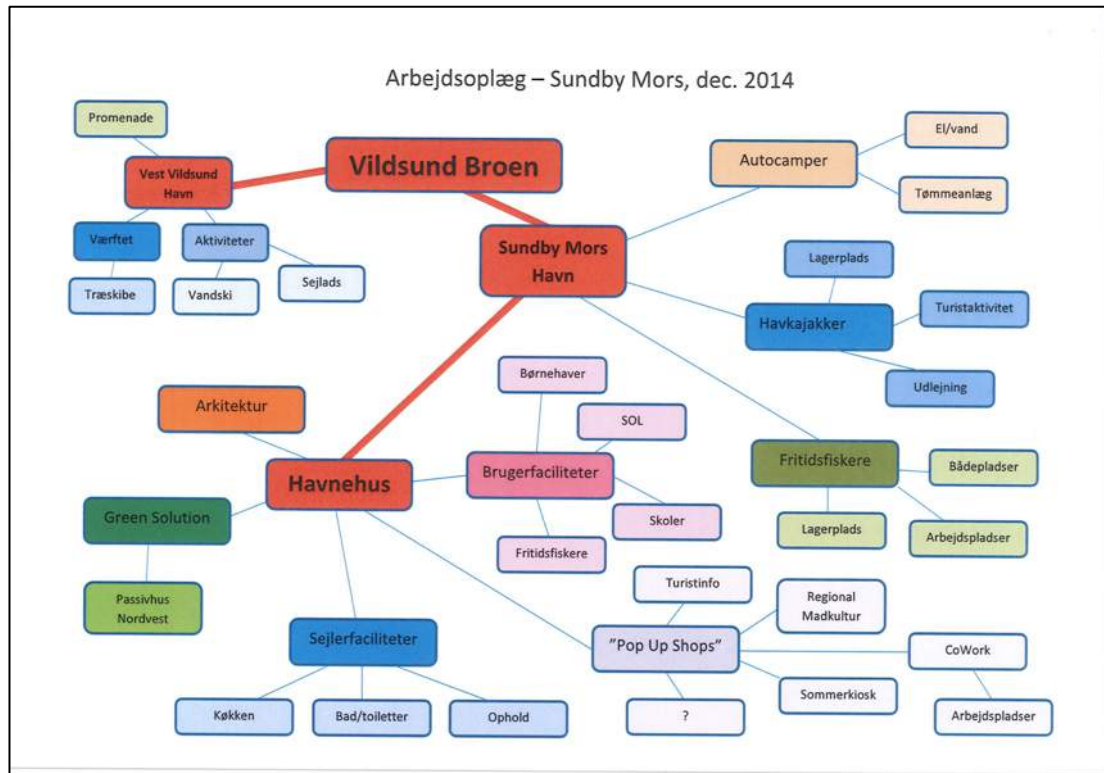 Arbejdsoplæg – Sundby Mors, dec. 2014
Promenade
Vest Vildsund
Havn
Værftet
Aktiviteter
Træskibe
Vandski
Sejlads
Vildsund Broen
Sundby Mors
Havn
Autocamper
El/vand
Tømmeanlæg
Lagerplads
Havkajakker
Turistaktivitet
Udlejning
Fritidsfiskere
Bådepladser
Lagerplads
Arbejdspladser
Arkitektur
Havnehus
Green Solution
Passivhus
Nordvest
Børnehaver
SOL
Brugerfaciliteter
Skoler
Fritidsfiskere
Sejlerfaciliteter
Køkken
Bad/toiletter
Ophold
Turistinfo
Regional
Madkultur
"Pop Up Shops"
CoWork
Sommerkiosk
?
Arbejdspladser